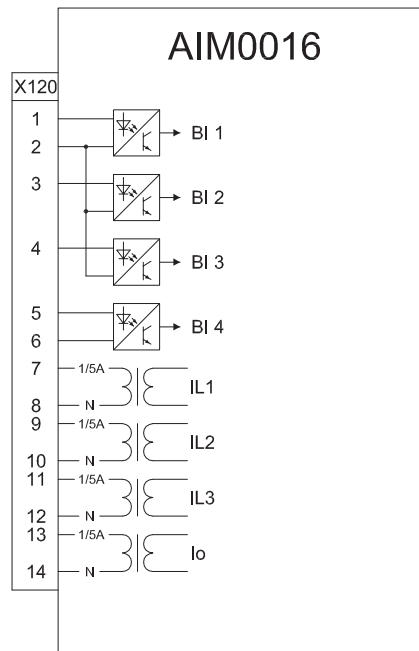 AIM0016
X120
1
2
BI 1
3
BI 2
4
BI 3
5
6
BI 4
7 1/5A
8 N
IL1
9 1/5A
10 N
IL2
11 1/5A
12 N
IL3
13 1/5A
14 N
Io